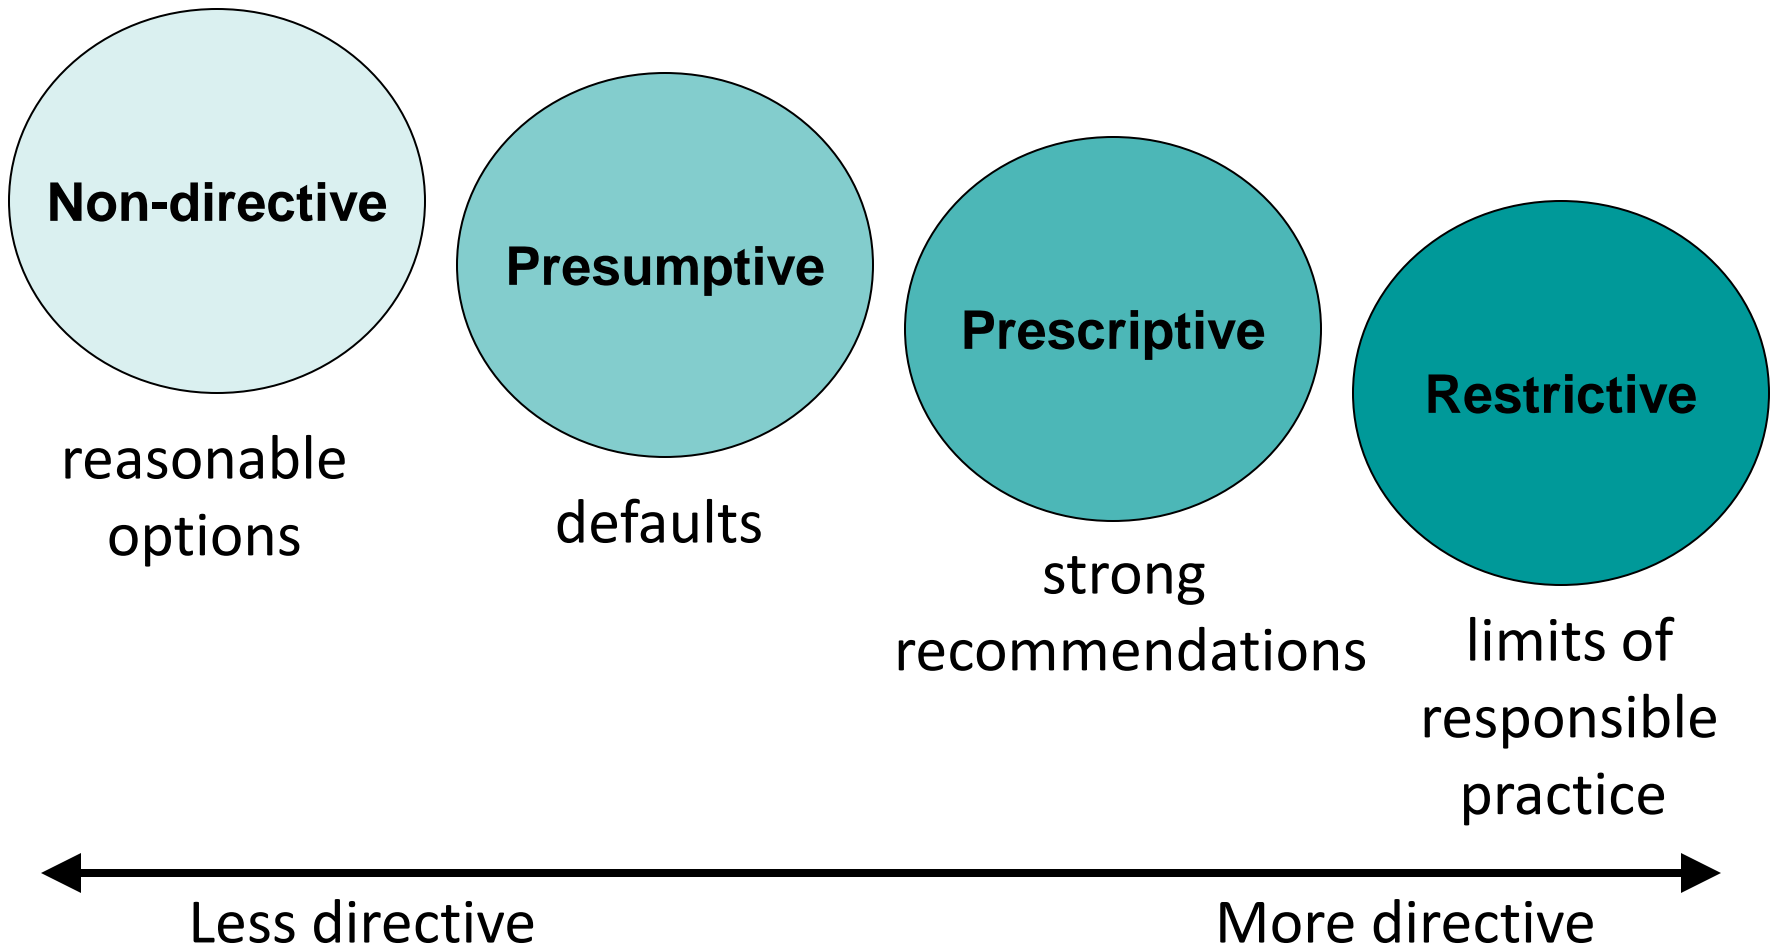 Non-directive
reasonable
options
Presumptive
defaults
Prescriptive
strong
recommendations
Restrictive
limits of
responsible
practice
Less directive
More directive